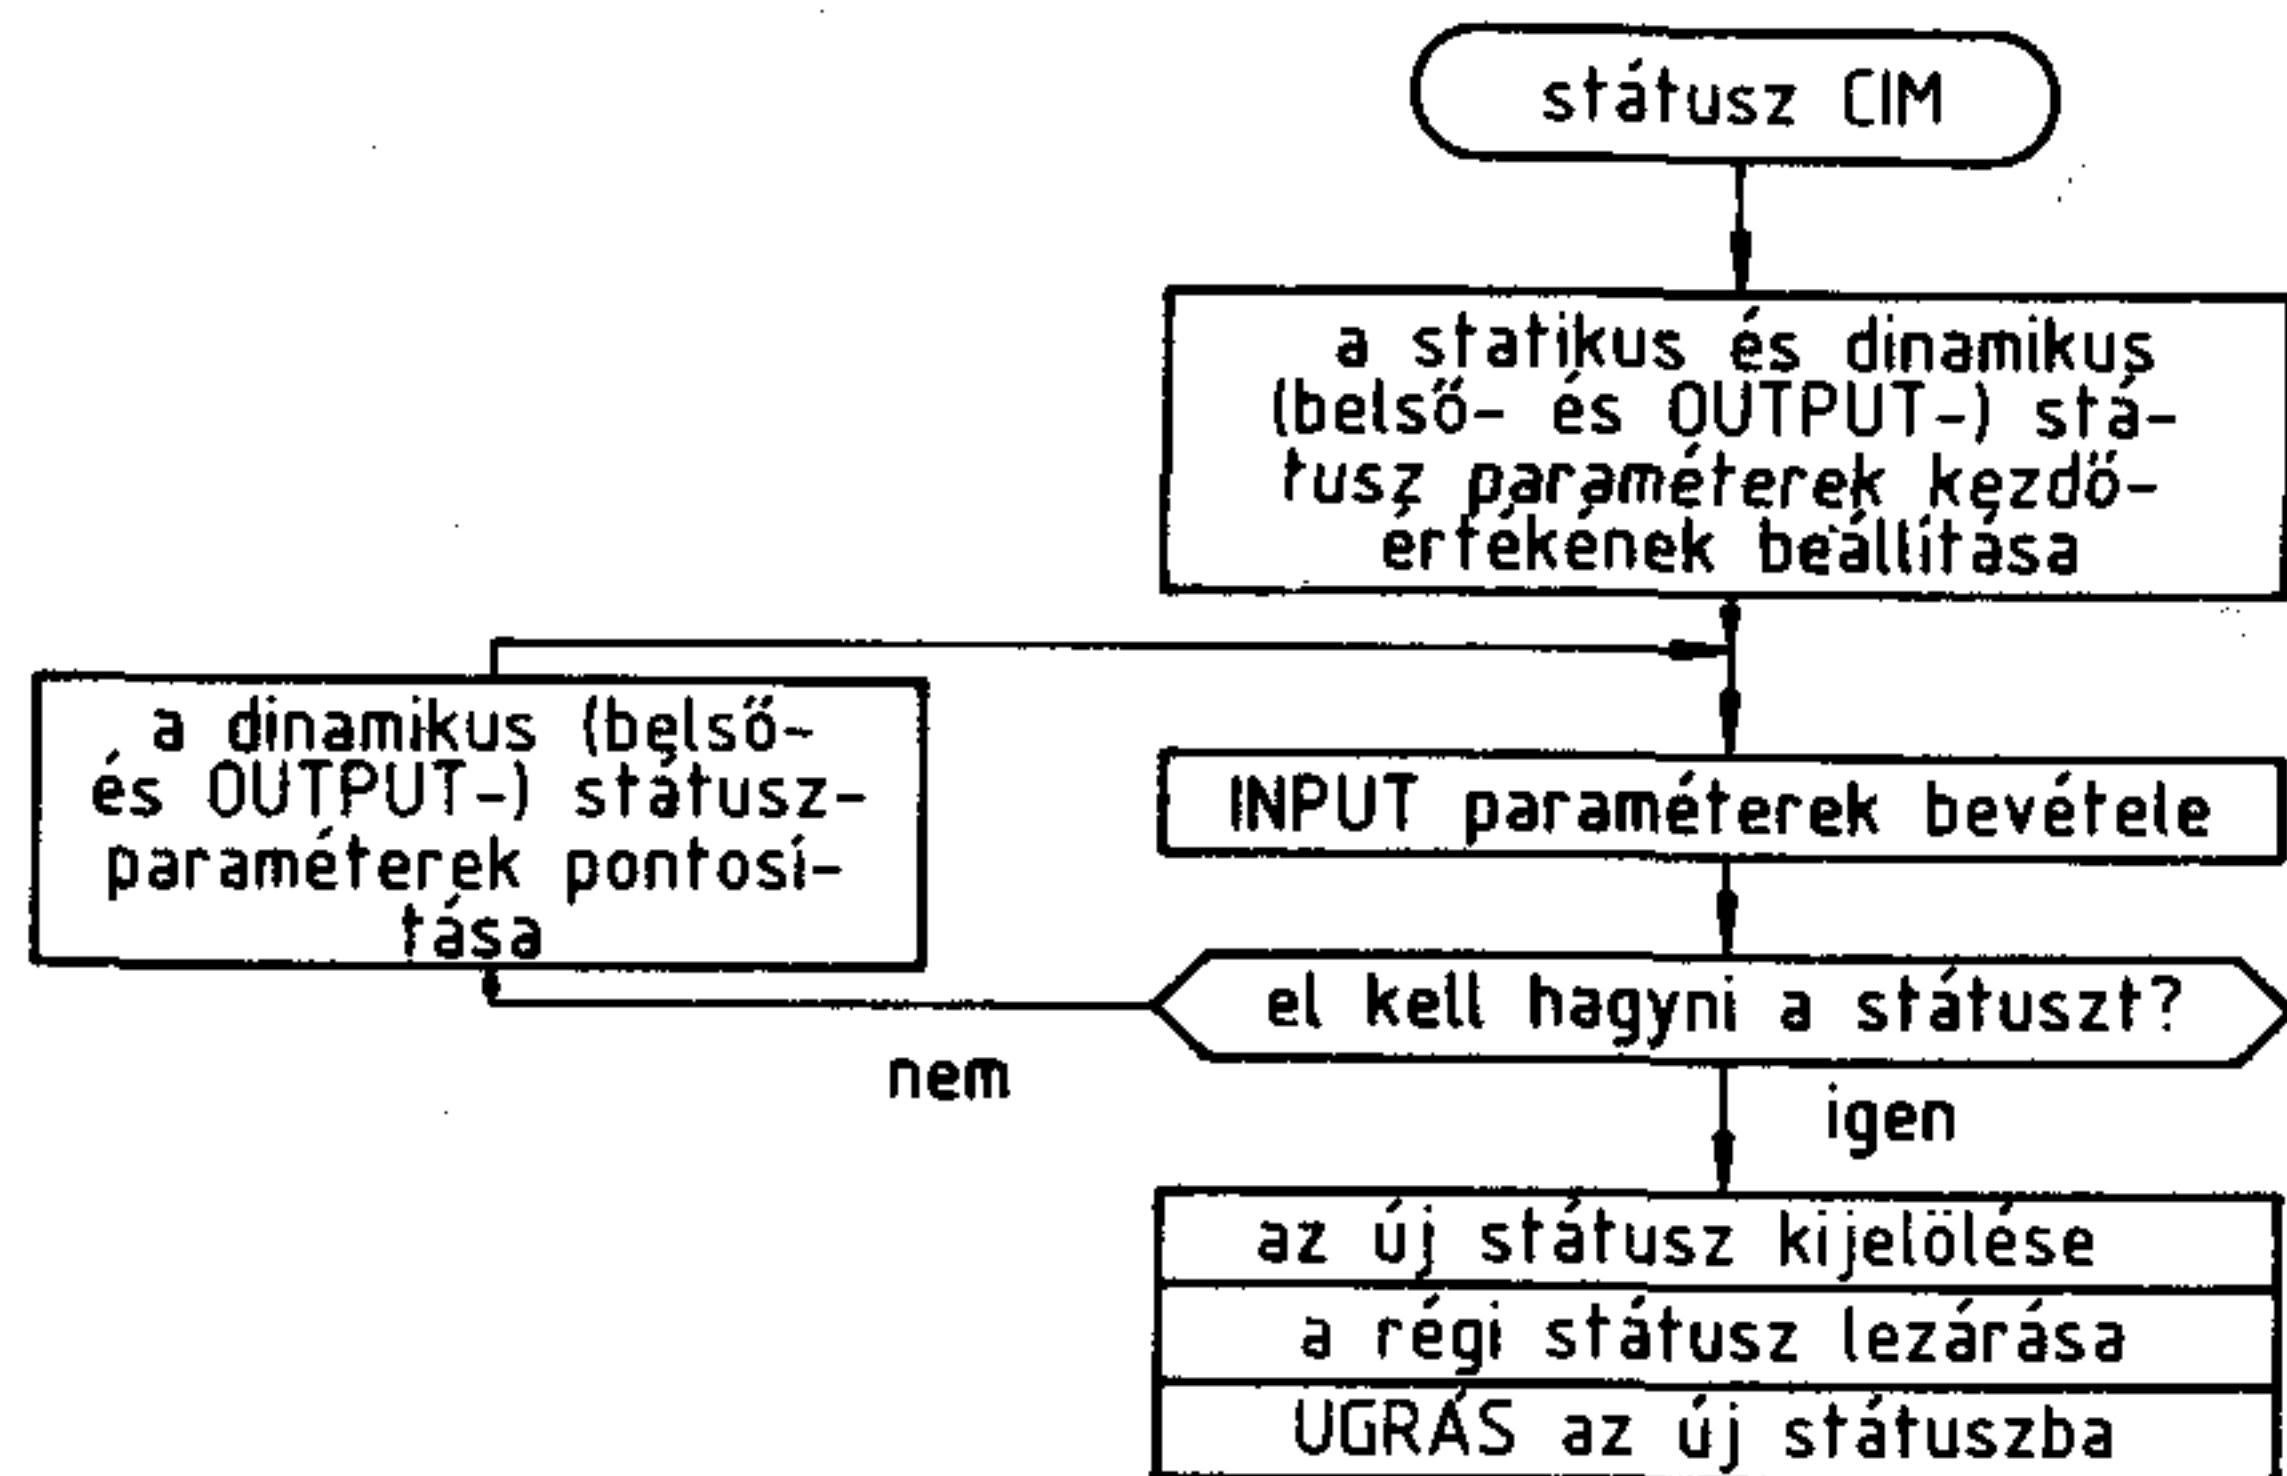 státusz CIM
a statikus és dinamikus
(belső- és OUTPUT-) stá-
tusz paraméterek kezdő-
értékének beállítása
a dinamikus (belső-
és OUTPUT-) státusz-
paraméterek pontosí-
tása
INPUT paraméterek bevétele
el kell hagyni a státuszt?
nem
igen
az új státusz kijelölése
a régi státusz lezárása
UGRÁS az új státuszba